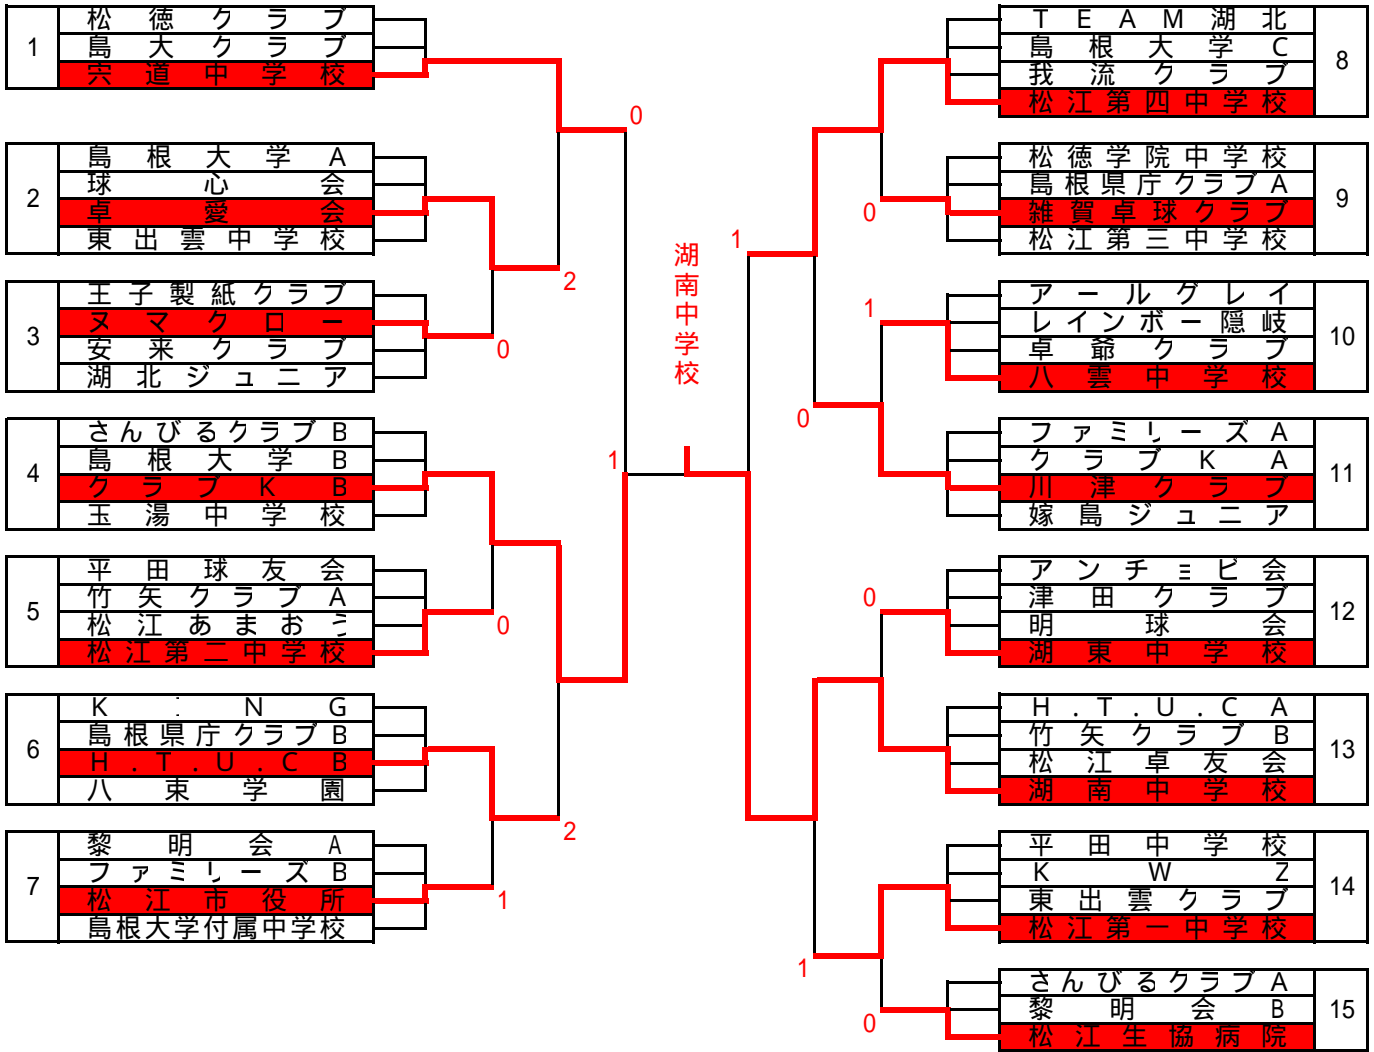 1
松徳クラブ
島大クラブ
宍道中学校
2
島根大学A
球心会
卓愛会
東出雲中学校
3
王子製紙クラブ
ヌマクロー
安来クラブ
湖北ジュニア
4
さんびるクラブB
島根大学B
クラブKB
玉湯中学校
5
平田球友会
竹矢クラブA
松江あまおう
松江第二中学校
6
K:NG
島根県庁クラブB
H.T.U.CB
八束学園
7
黎明会A
ファミリーズB
松江市役所
島根大学付属中学校
0
2
0
1
0
2
1
湖南中学校
1
0
1
0
0
1
0
TEAM湖北
島根大学C
我流クラブ
松江第四中学校
8
松徳学院中学校
島根県庁クラブA
雑賀卓球クラブ
松江第三中学校
9
アールグレイ
レインボー隠岐
卓爺クラブ
八雲中学校
10
ファミリーズA
クラブKA
川津クラブ
嫁島ジュニア
11
アンチョビ会
津田クラブ
明球会
湖東中学校
12
H.T.U.CA
竹矢クラブB
松江卓友会
湖南中学校
13
平田中学校
KWZ
東出雲クラブ
松江第一中学校
14
さんびるクラブA
黎明会B
松江生協病院
15